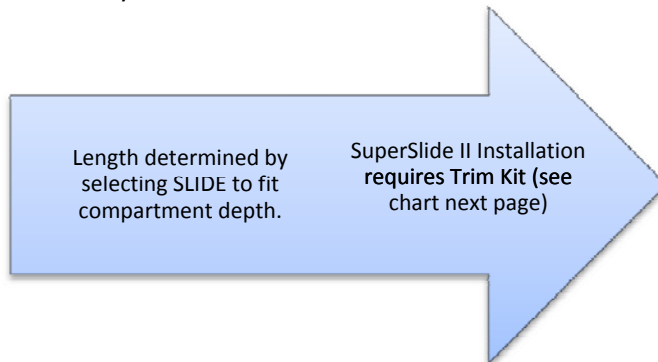 Length determined by
selecting SLIDE to fit
compartment depth.
SuperSlide II Installation
requires Trim Kit (see
chart next page)